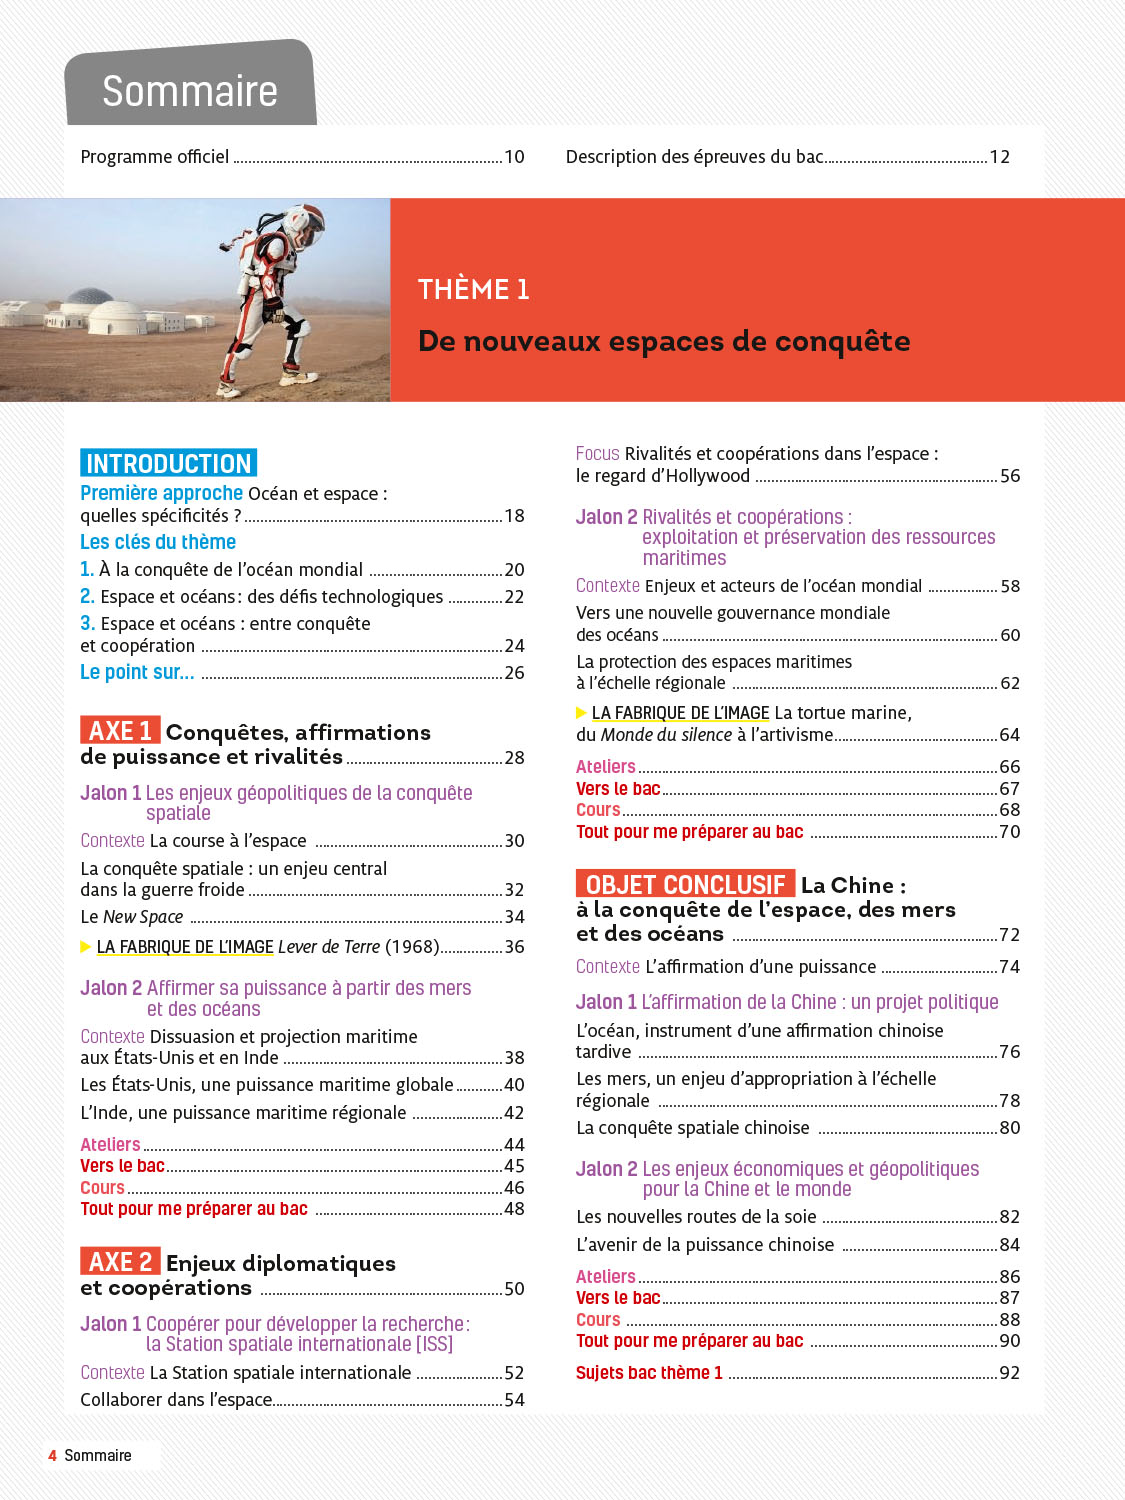 Sommaire
Programme officiel ........ 10
Description des épreuves du bac ........ 12
THÈME 1
De nouveaux espaces de conquête
INTRODUCTION
Première approche Océan et espace :
quelles spécificités ? ........ 18
Les clés du thème
1. À la conquête de l’océan mondial ........ 20
2. Espace et océans : des défis technologiques ........ 22
3. Espace et océans : entre conquête
et coopération ........ 24
Le point sur... ........ 26
AXE 1 Conquêtes, affirmations
de puissance et rivalités ........ 28
Jalon 1 Les enjeux géopolitiques de la conquête
spatiale
Contexte La course à l’espace ........ 30
La conquête spatiale : un enjeu central
dans la guerre froide ........ 32
Le New Space ........ 34
LA FABRIQUE DE L’IMAGE Lever de Terre (1968) ........ 36
Jalon 2 Affirmer sa puissance à partir des mers
et des océans
Contexte Dissuasion et projection maritime
aux États-Unis et en Inde ........ 38
Les États-Unis, une puissance maritime globale ........ 40
L’Inde, une puissance maritime régionale ........ 42
Ateliers ........ 44
Vers le bac ........ 45
Cours ........ 46
Tout pour me préparer au bac ........ 48
AXE 2 Enjeux diplomatiques
et coopérations ........ 50
Jalon 1 Coopérer pour développer la recherche :
la Station spatiale internationale [ISS]
Contexte La Station spatiale internationale ........ 52
Collaborer dans l’espace ........ 54
Focus Rivalités et coopérations dans l’espace :
le regard d’Hollywood ........ 56
Jalon 2 Rivalités et coopérations :
exploitation et préservation des ressources
maritimes
Contexte Enjeux et acteurs de l’océan mondial ........ 58
Vers une nouvelle gouvernance mondiale
des océans ........ 60
La protection des espaces maritimes
à l’échelle régionale ........ 62
LA FABRIQUE DE L’IMAGE La tortue marine,
du Monde du silence à l’artivisme ........ 64
Ateliers ........ 66
Vers le bac ........ 67
Cours ........ 68
Tout pour me préparer au bac ........ 70
OBJET CONCLUSIF La Chine :
à la conquête de l’espace, des mers
et des océans ........ 72
Contexte L’affirmation d’une puissance ........ 74
Jalon 1 L’affirmation de la Chine : un projet politique
L’océan, instrument d’une affirmation chinoise
tardive ........ 76
Les mers, un enjeu d’appropriation à l’échelle
régionale ........ 78
La conquête spatiale chinoise ........ 80
Jalon 2 Les enjeux économiques et géopolitiques
pour la Chine et le monde
Les nouvelles routes de la soie ........ 82
L’avenir de la puissance chinoise ........ 84
Ateliers ........ 86
Vers le bac ........ 87
Cours ........ 88
Tout pour me préparer au bac ........ 90
Sujets bac thème 1 ........ 92
4 Sommaire